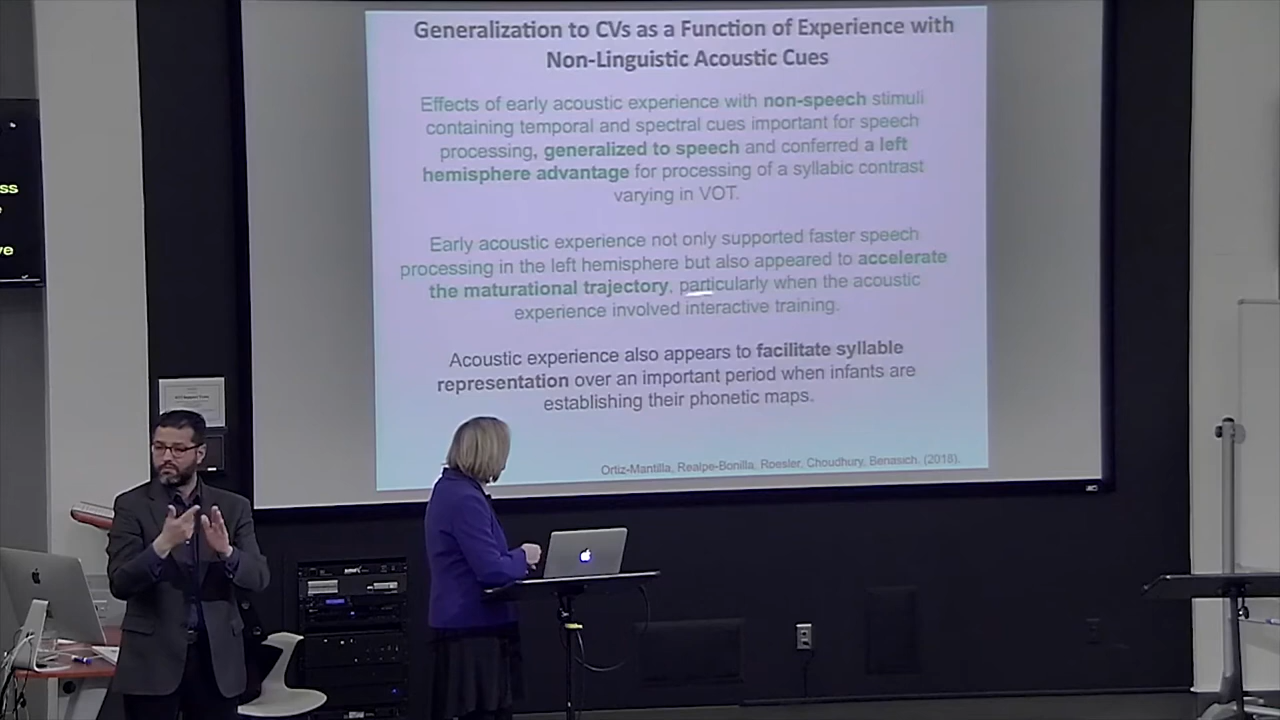 Generalization to CVs as a Function of Experience with
Non-Linguistic Acoustic Cues
Effects of early acoustic experience with non-speech stimuli
containing temporal and spectral cues important for speech
processing, generalized to speech and conferred a left
hemisphere advantage for processing of a syllabic contrast
varying in VOT.
Early acoustic experience not only supported faster speech
processing in the left hemisphere but also appeared to accelerate
the maturational trajectory, particularly when the acoustic
experience involved interactive training.
Acoustic experience also appears to facilitate syllable
representation over an important period when infants are
establishing their phonetic maps.
Ortiz-Mantilla, Realpe-Bonilla, Roesler, Choudhury, Benasich. (2018).
ss
ve